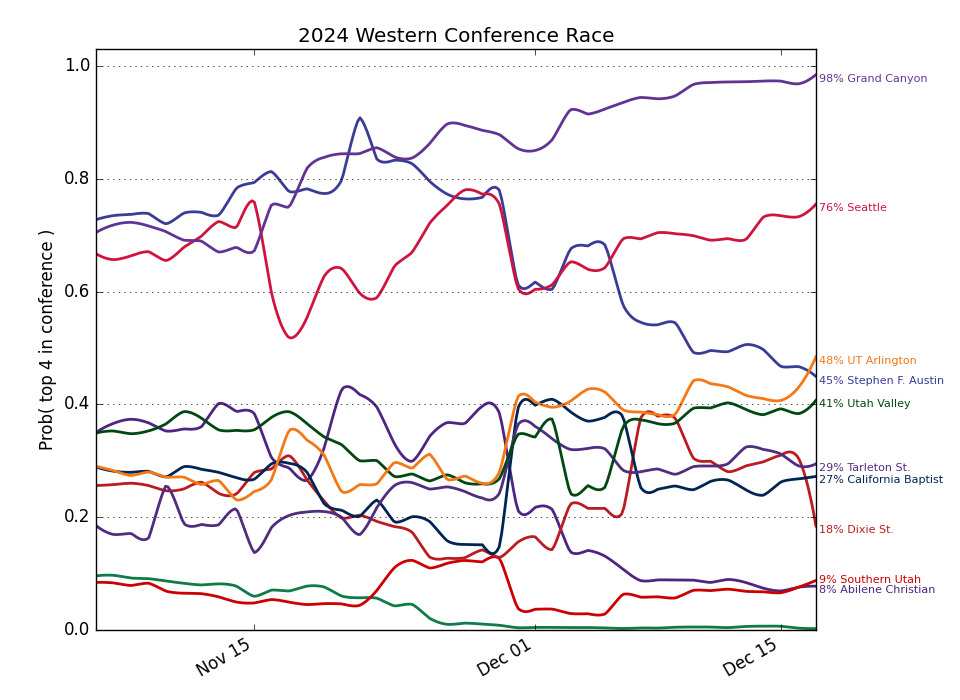 2024 Western Conference Race
Prob( top 4 in conference )
1.0
0.8
0.6
0.4
0.2
0.0
Nov 15
Dec 01
Dec 15
98% Grand Canyon
76% Seattle
48% UT Arlington
45% Stephen F. Austin
41% Utah Valley
29% Tarleton St.
27% California Baptist
18% Dixie St.
9% Southern Utah
8% Abilene Christian